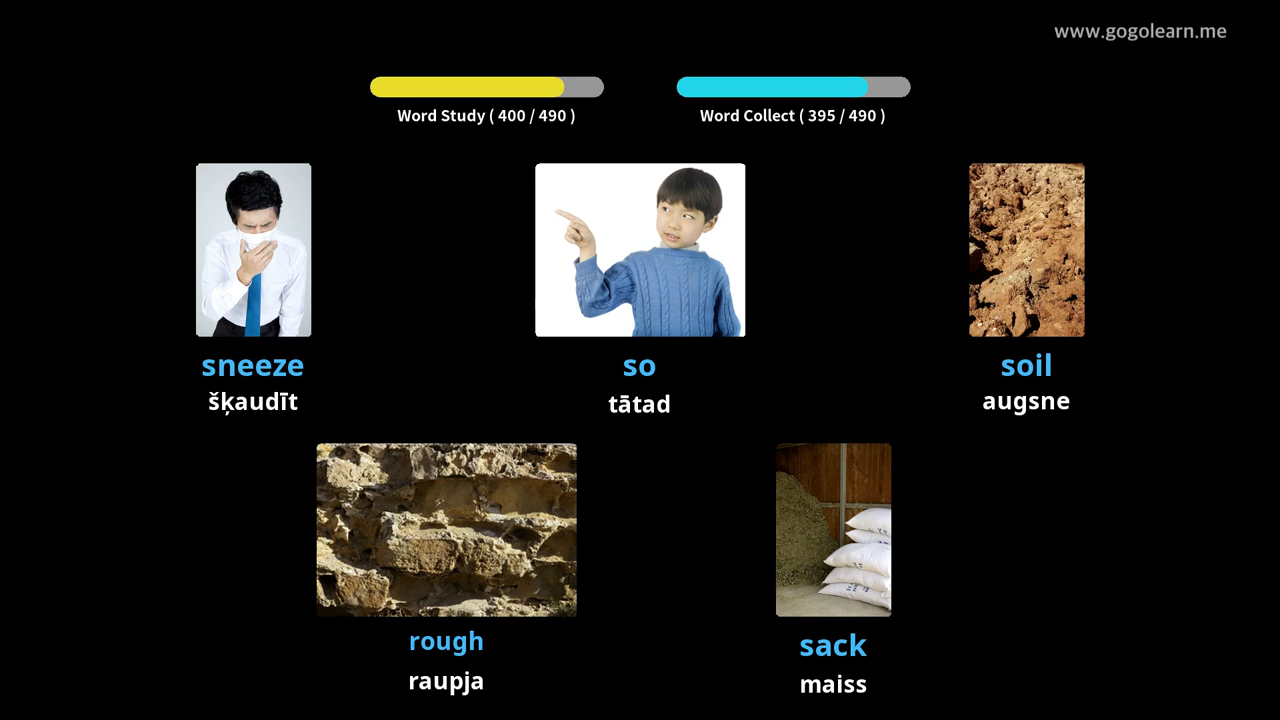 www.gogolearn.me
Word Study ( 400 / 490 )
Word Collect ( 395 / 490 )
sneeze
šķaudīt
so
tātad
soil
augsne
rough
raupja
sack
maiss